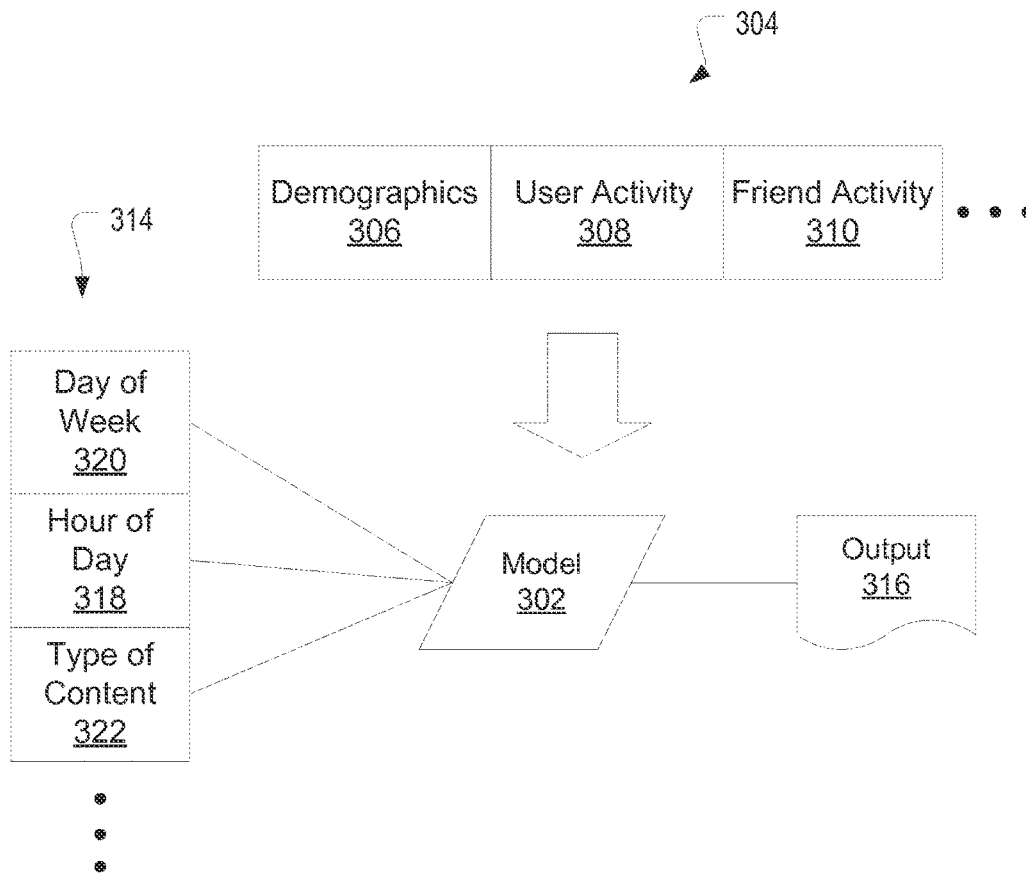 304
Demographics
306
User Activity
308
Friend Activity
310
314
Day of
Week
320
Hour of
Day
318
Type of
Content
322
Model
302
Output
316